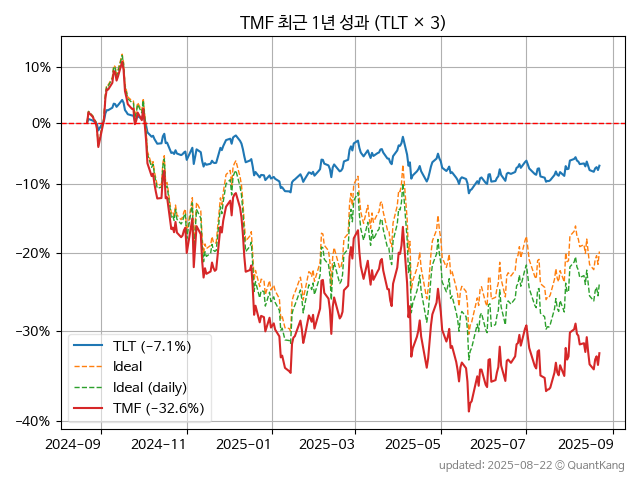 TMF 최근 1년 성과 (TLT × 3)
10%
0%
−10%
−20%
−30%
−40%
TLT (−7.1%)
Ideal
Ideal (daily)
TMF (−32.6%)
2024-09 2024-11 2025-01 2025-03 2025-05 2025-07 2025-09
updated: 2025-08-22 © QuantKang